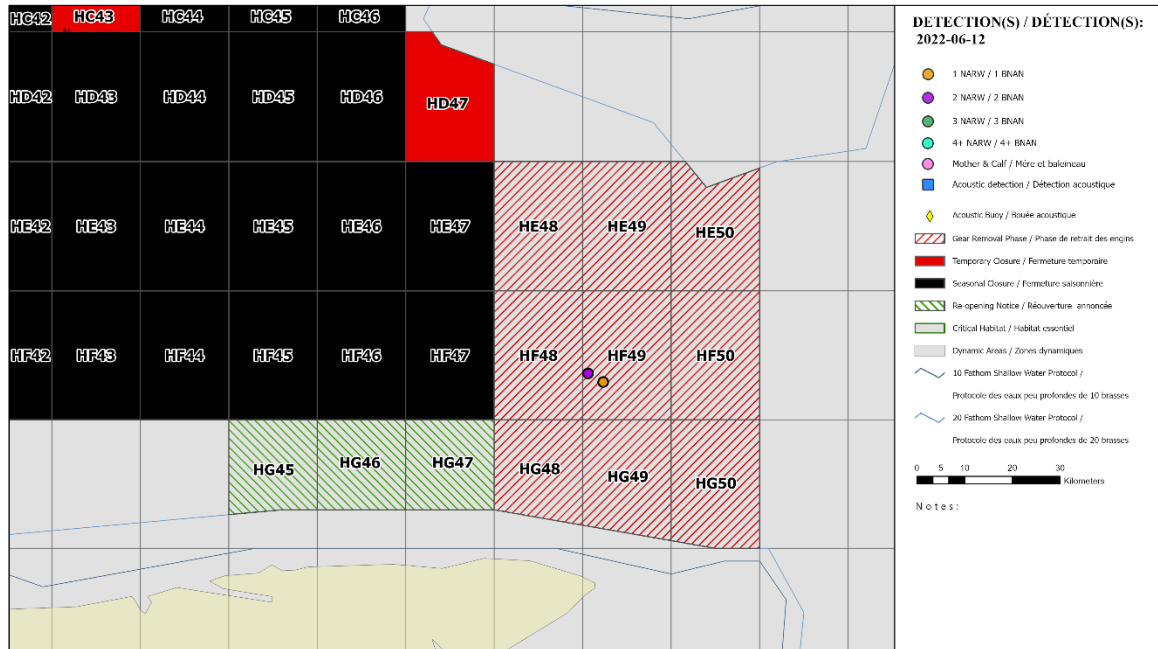 HC42 HC43 HC44 HC45 HC46
N
HD42 HD43 HD44 HD45 HD46 HD47
HE42 HE43 HE44 HE45 HE46 HE47 HE48 HE49 HE50
HF42 HF43 HF44 HF45 HF46 HF47 HF48 HF49 HF50
HG45 HG46 HG47 HG48 HG49 HG50
DETECTION(S) / DÉTECTION(S):
2022-06-12
1 NARW / 1 BNAN
2 NARW / 2 BNAN
3 NARW / 3 BNAN
4+ NARW / 4+ BNAN
Mother & Calf / Mère et baleineau
Acoustic detection / Détection acoustique
Acoustic Buoy / Bouée acoustique
Gear Removal Phase / Phase de retrait des engins
Temporary Closure / Fermeture temporaire
Seasonal Closure / Fermeture saisonnière
Re-opening Notice / Réouverture annoncée
Critical Habitat / Habitat essentiel
Dynamic Areas / Zones dynamiques
10 Fathom Shallow Water Protocol /
Protocole des eaux peu profondes de 10 brasses
20 Fathom Shallow Water Protocol /
Protocole des eaux peu profondes de 20 brasses
0 5 10 20 30
Kilometers
Notes: